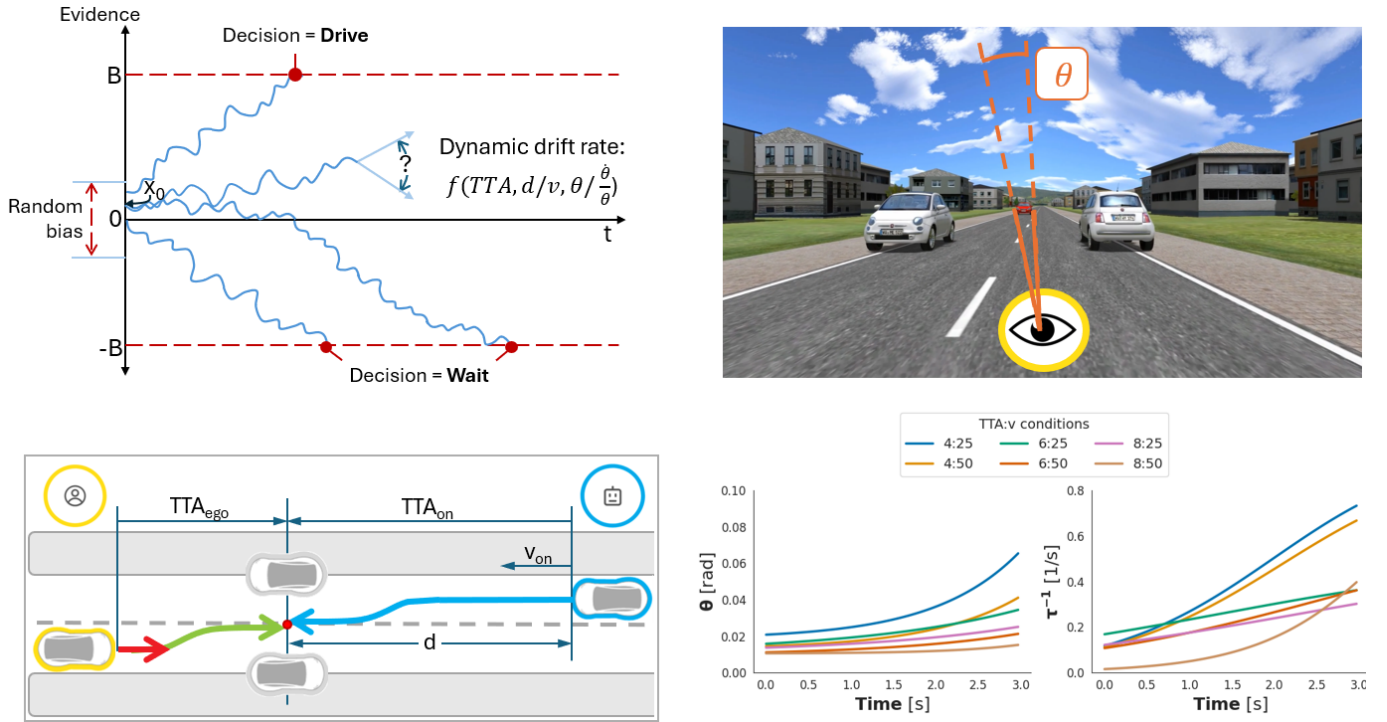 Evidence
Decision = Drive
B
Dynamic drift rate:
f(TTA, d/v, θ/θ̇/θ)
?
x₀
Random
bias
0
t
-B
Decision = Wait
θ
TTAego
TTAon
von
d
TTA:v conditions
4:25 6:25 8:25
4:50 6:50 8:50
0.10
0.08
0.06
0.04
0.02
0.00
θ [rad]
0.0 0.5 1.0 1.5 2.0 2.5 3.0
Time [s]
0.8
0.6
0.4
0.2
0.0
τ⁻¹ [1/s]
0.0 0.5 1.0 1.5 2.0 2.5 3.0
Time [s]